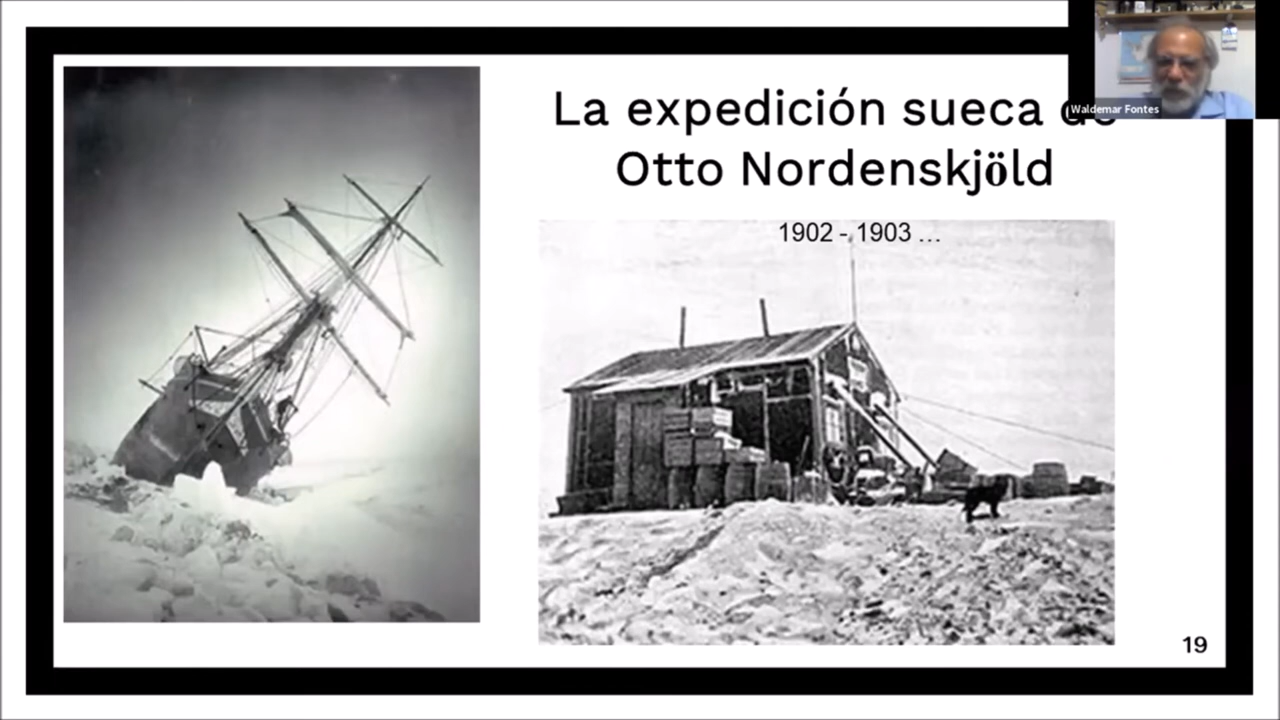 La expedición sueca de
Otto Nordenskjöld
1902 - 1903 ...
Waldemar Fontes
19